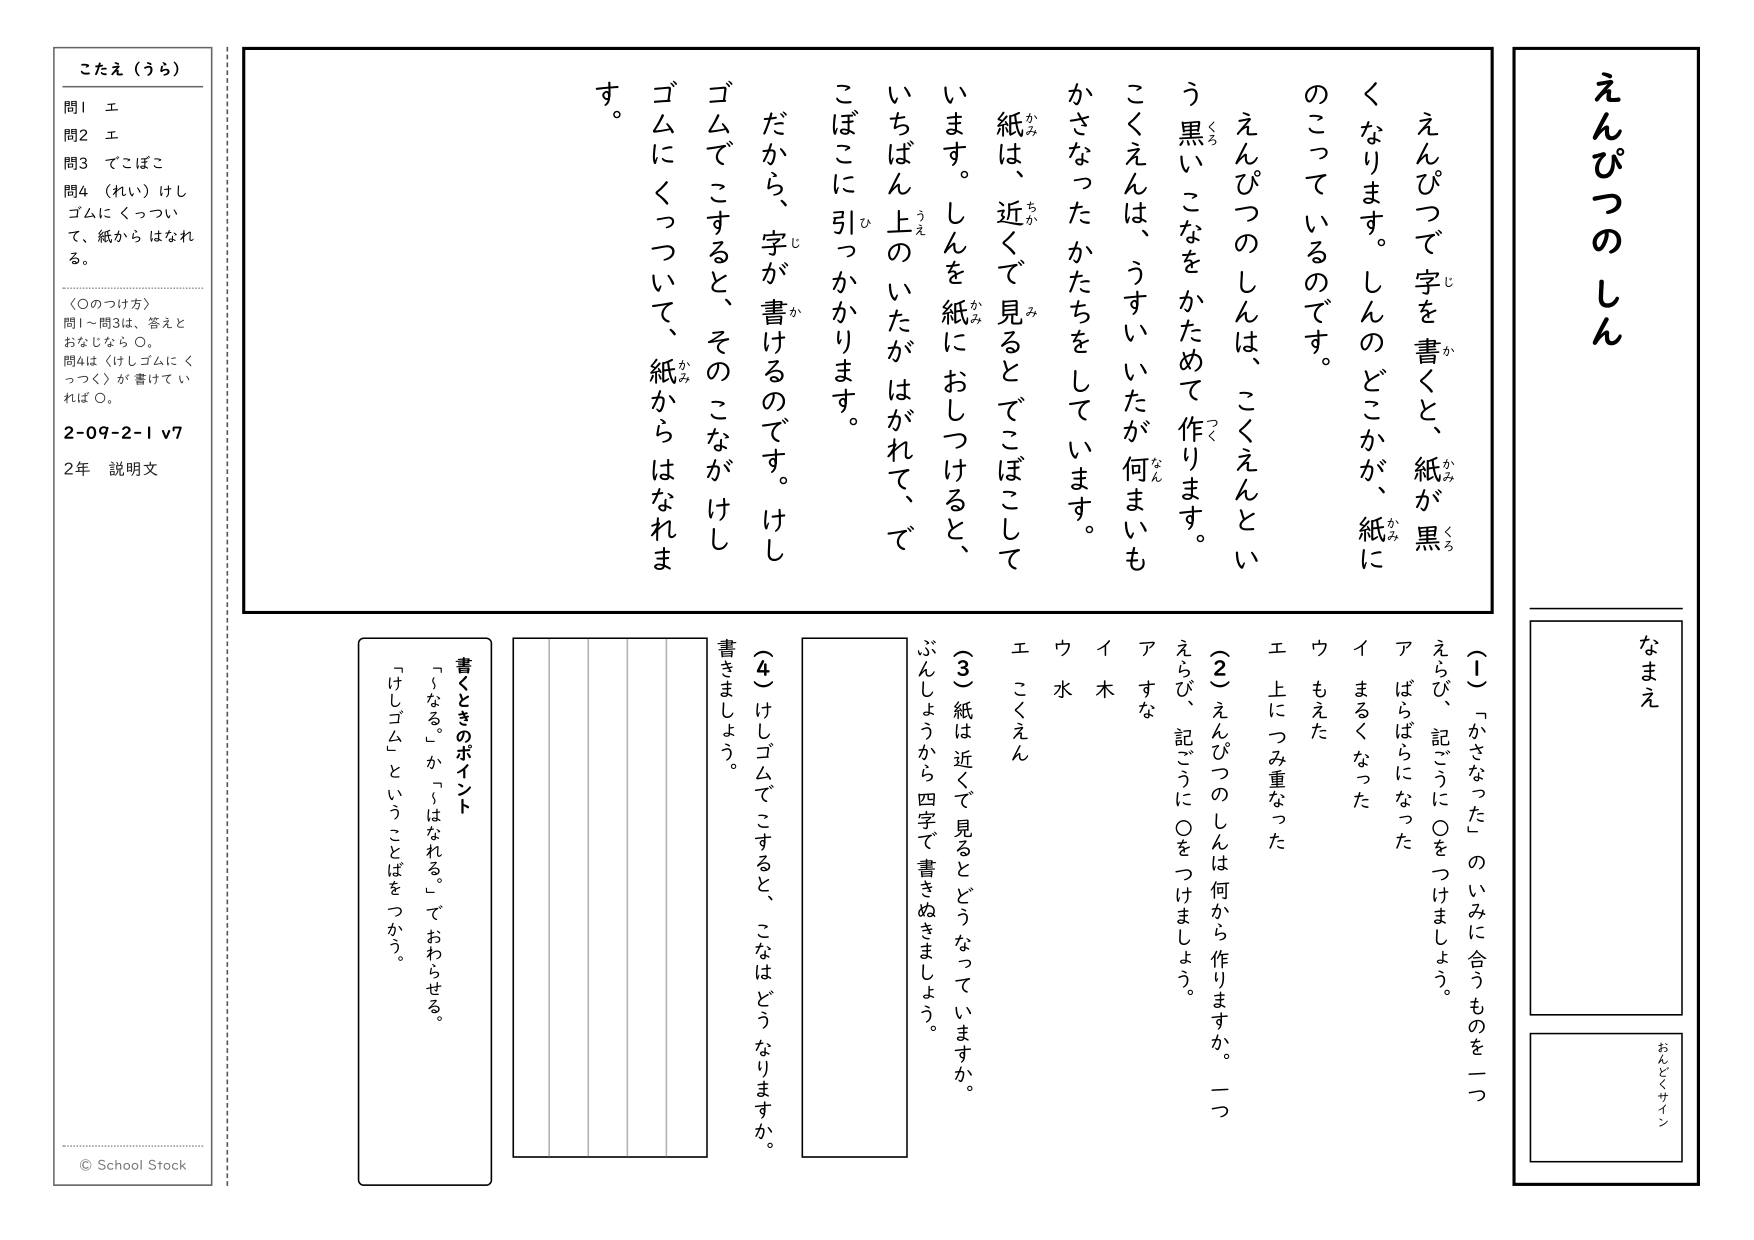 えんぴつの しん
なまえ
おんどくサイン
えんぴつで 字を 書くと、 紙が 黒
く なります。 しんの どこかが、 紙に
のこって いるのです。
えんぴつの しんは、 こくえんと い
う 黒い こなを かためて 作ります。
こくえんは、 うすい いたが 何まいも
かさなった かたちを して います。
紙は、 近くで 見ると でこぼこして
います。 しんを 紙に おしつけると、
いちばん 上の いたが はがれて、 で
こぼこに 引っかかります。
だから、 字が 書けるのです。 けし
ゴムで こすると、 その こなが けし
ゴムに くっついて、 紙から はなれま
す。
(1) 「かさなった」 の いみに 合う ものを 一つ
えらび、 記ごうに 〇を つけましょう。
ア ばらばらに なった
イ まるく なった
ウ もえた
エ 上に つみ重なった
(2) えんぴつの しんは 何から 作りますか。 一つ
えらび、 記ごうに 〇を つけましょう。
ア すな
イ 木
ウ 水
エ こくえん
(3) 紙は 近くで 見ると どう なって いますか。
ぶんしょうから 四字で 書きぬきましょう。
(4) けしゴムで こすると、 こなは どう なりますか。
書きましょう。
書くときのポイント
「〜なる。」か 「〜はなれる。」で おわらせる。
「けしゴム」と いう ことばを つかう。
こたえ（うら）
問1 エ
問2 エ
問3 でこぼこ
問4 （れい）けし
ゴムに くっつい
て、紙から はなれ
る。
〈〇のつけ方〉
問1～問3は、答えと
おなじなら 〇。
問4は〈けしゴムに く
っつく〉が 書けて い
れば 〇。
2-09-2-1 v7
2年 説明文
© School Stock